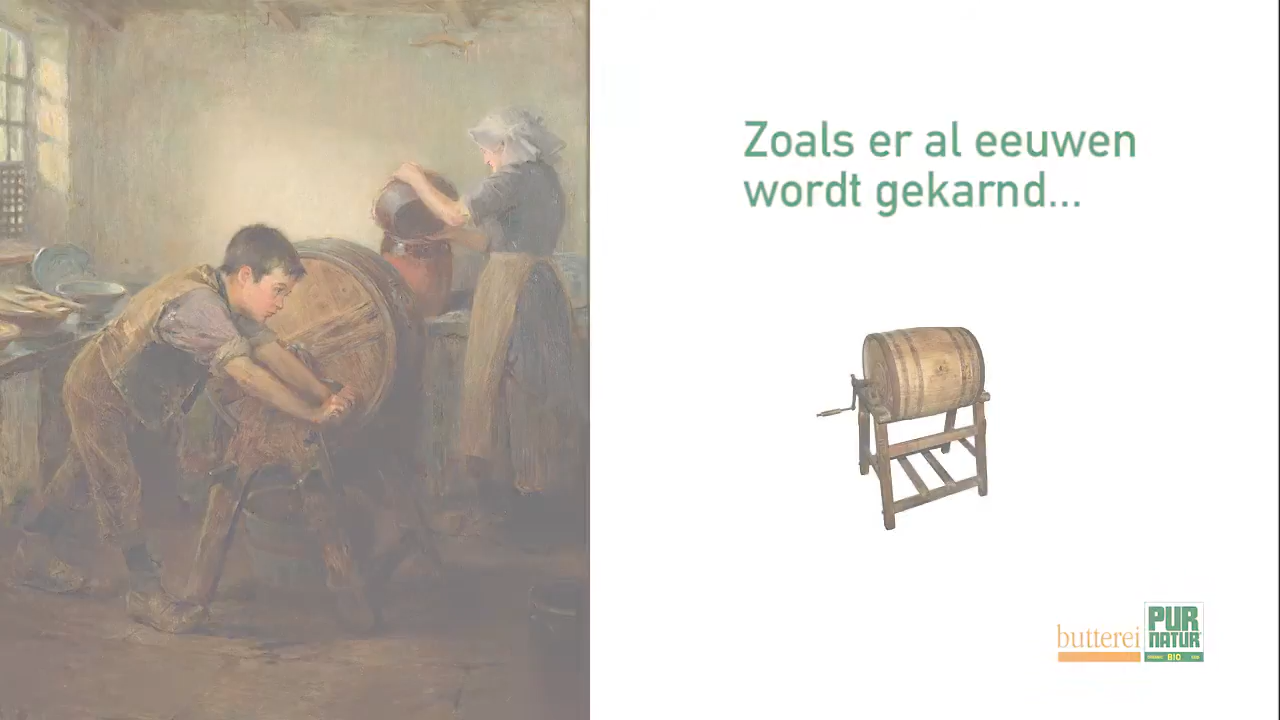 Zoals er al eeuwen
wordt gekarnd...
butterei
PUR
NATUR
BIO